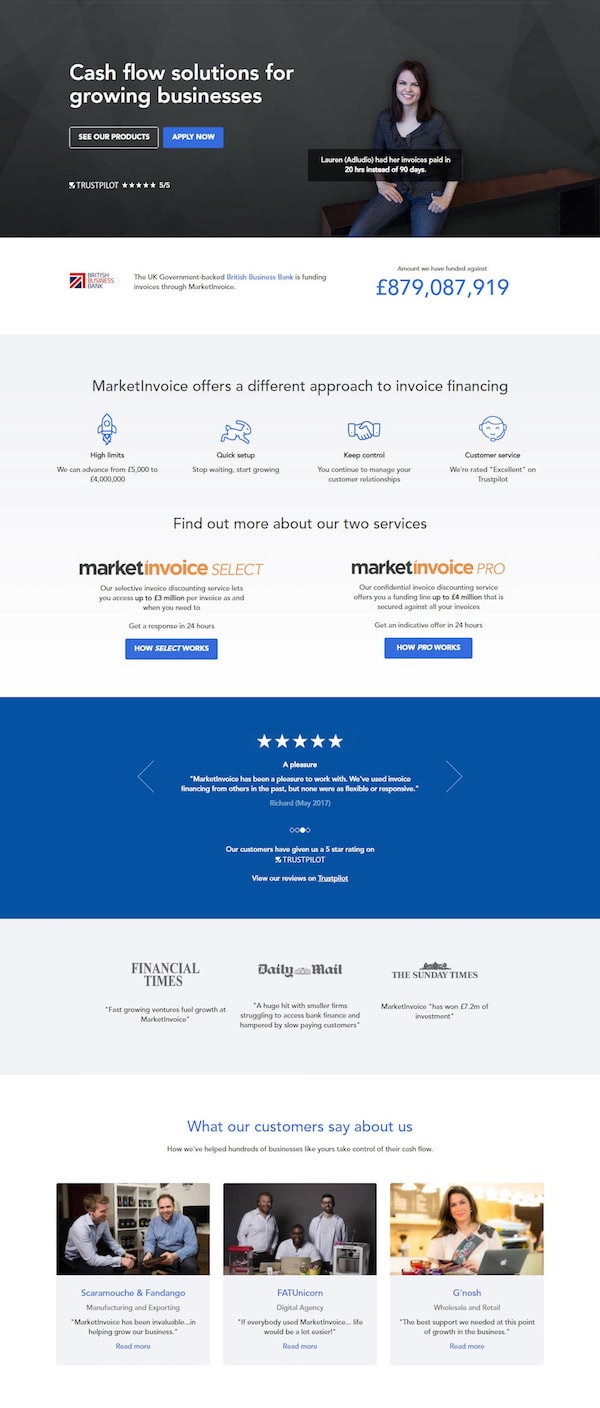 Cash flow solutions for
growing businesses
SEE OUR PRODUCTS
APPLY NOW
Lauren (Adludio) had her invoices paid in
20 hrs instead of 90 days.
TRUSTPILOT ★★★★★ 5/5
BRITISH
BUSINESS
BANK
The UK Government-backed British Business Bank is funding
invoices through MarketInvoice.
Amount we have funded against
£879,087,919
MarketInvoice offers a different approach to invoice financing
High limits
We can advance from £5,000 to
£4,000,000
Quick setup
Stop waiting, start growing
Keep control
You continue to manage your
customer relationships
Customer service
We're rated "Excellent" on
Trustpilot
Find out more about our two services
marketinvoice SELECT
Our selective invoice discounting service lets
you access up to £3 million per invoice as and
when you need to
Get a response in 24 hours
HOW SELECT WORKS
marketinvoice PRO
Our confidential invoice discounting service
offers you a funding line up to £4 million that is
secured against all your invoices
Get an indicative offer in 24 hours
HOW PRO WORKS
★★★★★
A pleasure
"MarketInvoice has been a pleasure to work with. We've used invoice
financing from others in the past, but none were as flexible or responsive."
Richard (May 2017)
Our customers have given us a 5 star rating on
TRUSTPILOT
View our reviews on Trustpilot
FINANCIAL
TIMES
"Fast growing ventures fuel growth at
MarketInvoice"
Daily Mail
"A huge hit with smaller firms
struggling to access bank finance and
hampered by slow paying customers"
THE SUNDAY TIMES
MarketInvoice "has won £7.2m of
investment"
What our customers say about us
How we've helped hundreds of businesses like yours take control of their cash flow.
Scaramouche & Fandango
Manufacturing and Exporting
"MarketInvoice has been invaluable...in
helping grow our business."
Read more
FATUnicorn
Digital Agency
"If everybody used MarketInvoice... life
would be a lot easier!"
Read more
G'nosh
Wholesale and Retail
"The best support we needed at this point
of growth in the business."
Read more